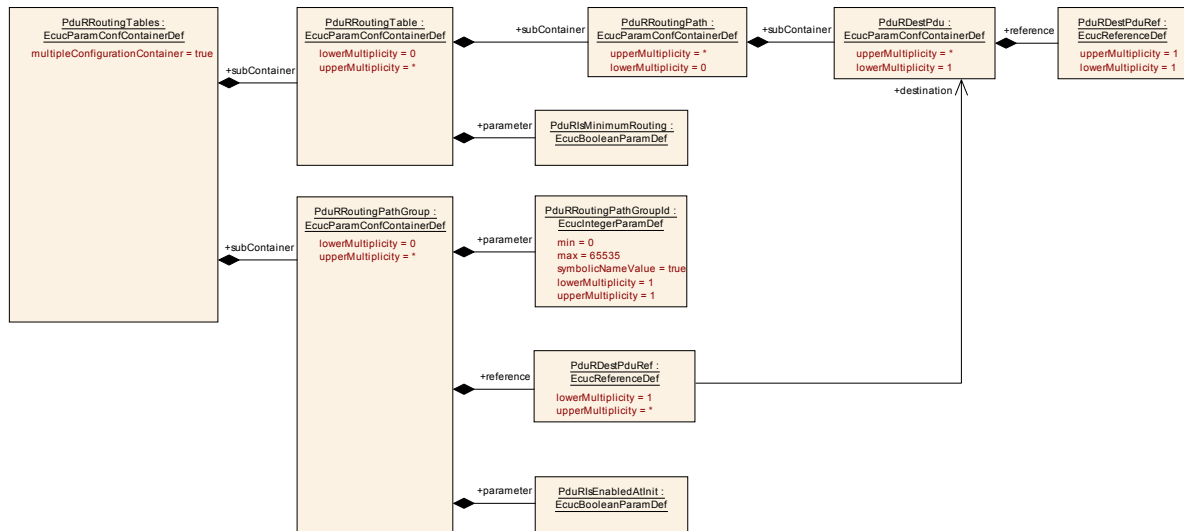 PduRRoutingTables :
EcucParamConfContainerDef
multipleConfigurationContainer = true
+subContainer
PduRRoutingTable :
EcucParamConfContainerDef
lowerMultiplicity = 0
upperMultiplicity = *
+subContainer
PduRRoutingPath :
EcucParamConfContainerDef
upperMultiplicity = *
lowerMultiplicity = 0
+subContainer
PduRDestPdu :
EcucParamConfContainerDef
upperMultiplicity = *
lowerMultiplicity = 1
+reference
PduRDestPduRef :
EcucReferenceDef
upperMultiplicity = 1
lowerMultiplicity = 1
+destination
+parameter
PduRIsMinimumRouting :
EcucBooleanParamDef
+subContainer
PduRRoutingPathGroup :
EcucParamConfContainerDef
lowerMultiplicity = 0
upperMultiplicity = *
+parameter
PduRRoutingPathGroupId :
EcucIntegerParamDef
min = 0
max = 65535
symbolicNameValue = true
lowerMultiplicity = 1
upperMultiplicity = 1
+reference
PduRDestPduRef :
EcucReferenceDef
lowerMultiplicity = 1
upperMultiplicity = *
+parameter
PduRIsEnabledAtInit :
EcucBooleanParamDef